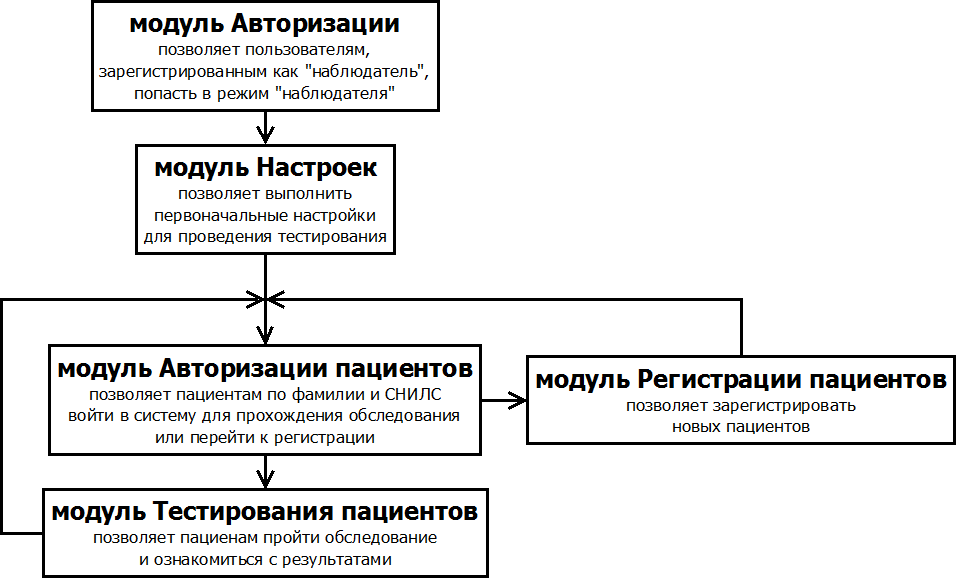 модуль Авторизации
позволяет пользователям,
зарегистрированным как "наблюдатель",
попасть в режим "наблюдателя"
модуль Настроек
позволяет выполнить
первоначальные настройки
для проведения тестирования
модуль Авторизации пациентов
позволяет пациентам по фамилии и СНИЛС
войти в систему для прохождения обследования
или перейти к регистрации
модуль Регистрации пациентов
позволяет зарегистрировать
новых пациентов
модуль Тестирования пациентов
позволяет пациенам пройти обследование
и ознакомиться с результатами